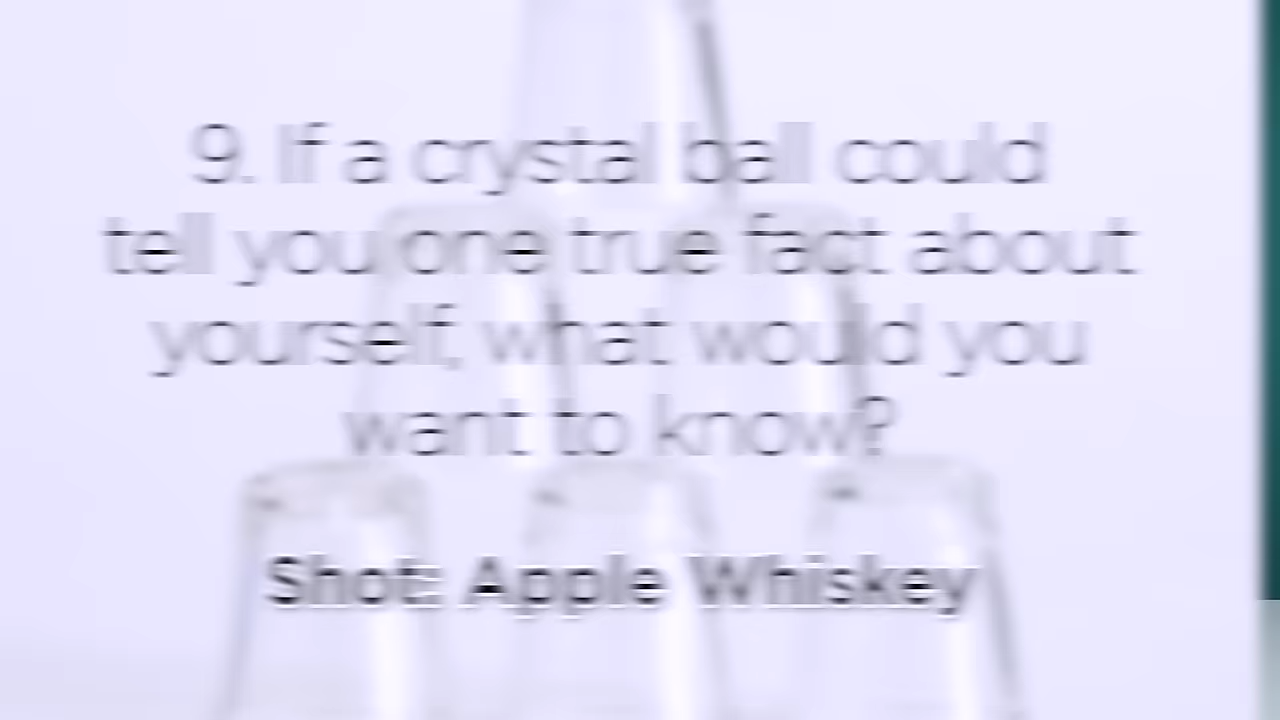 9. If a crystal ball could
tell you one true fact about
yourself, what would you
want to know?
Shot: Apple Whiskey